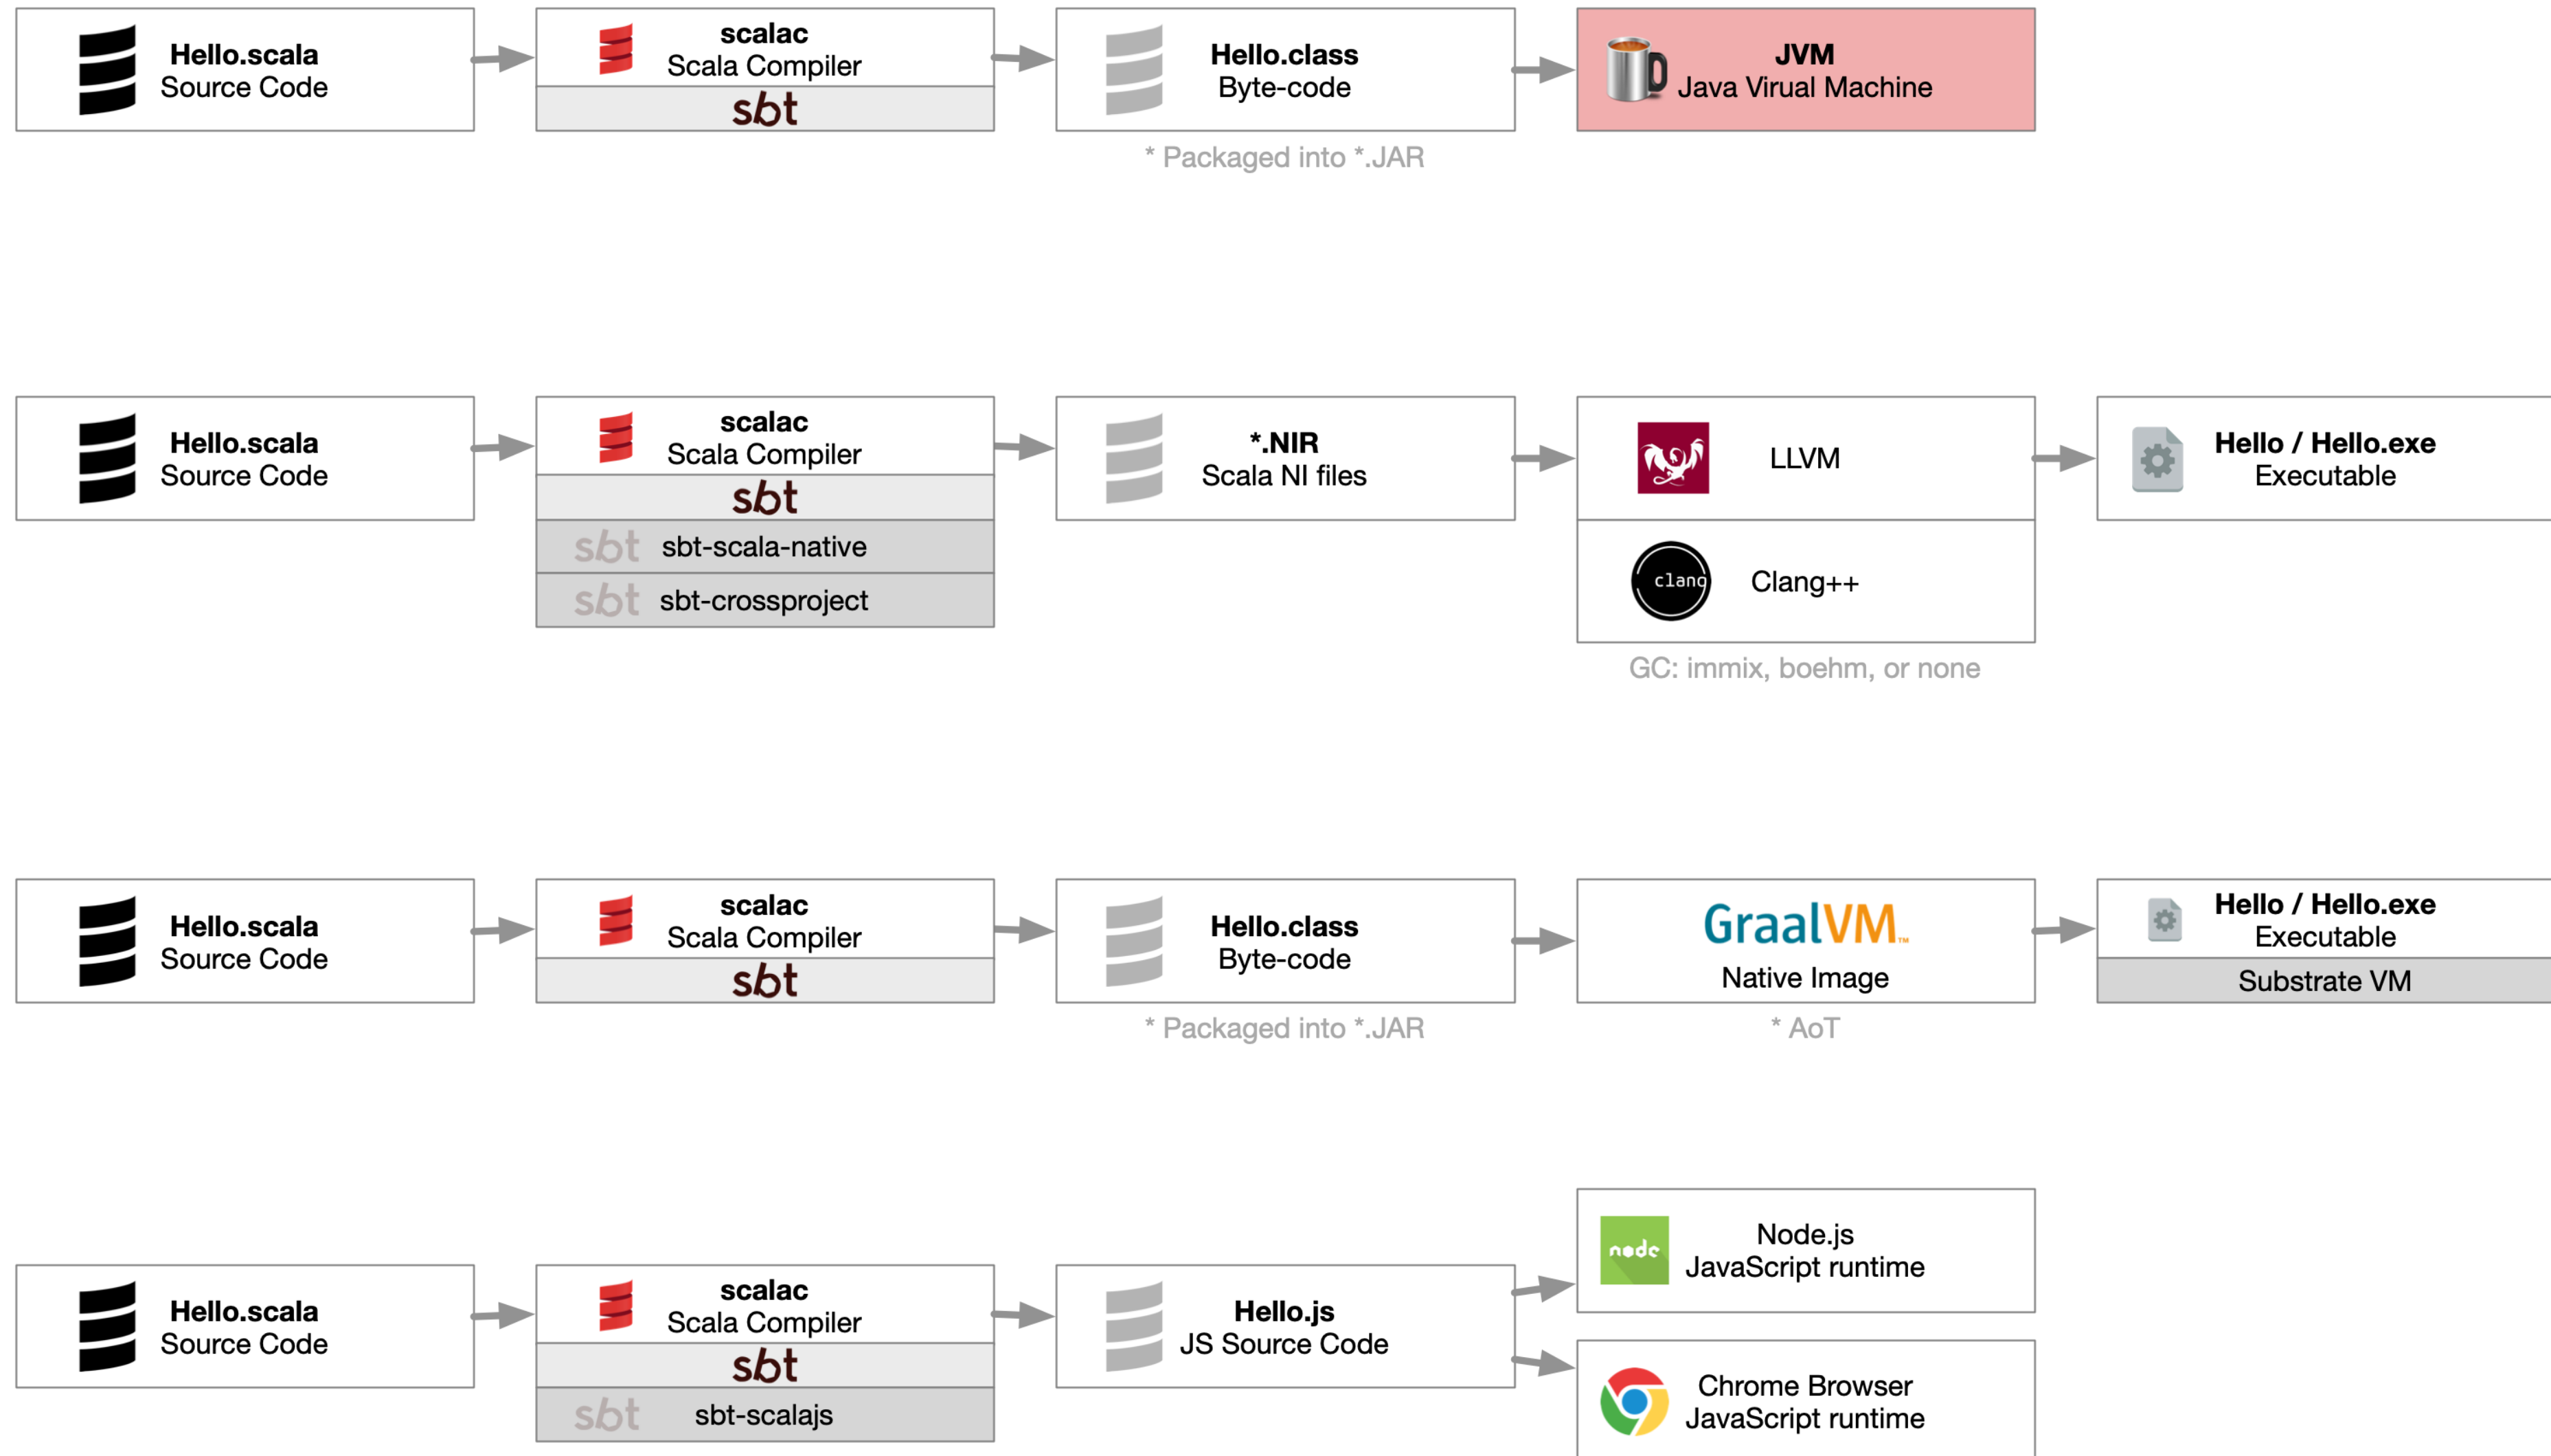 Hello.scala
Source Code
scalac
Scala Compiler
sbt
Hello.class
Byte-code
* Packaged into *.JAR
JVM
Java Virual Machine
Hello.scala
Source Code
scalac
Scala Compiler
sbt
sbt sbt-scala-native
sbt sbt-crossproject
*.NIR
Scala NI files
LLVM
clang Clang++
GC: immix, boehm, or none
Hello / Hello.exe
Executable
Hello.scala
Source Code
scalac
Scala Compiler
sbt
Hello.class
Byte-code
* Packaged into *.JAR
GraalVM™
Native Image
* AoT
Hello / Hello.exe
Executable
Substrate VM
Hello.scala
Source Code
scalac
Scala Compiler
sbt
sbt sbt-scalajs
Hello.js
JS Source Code
node
Node.js
JavaScript runtime
Chrome Browser
JavaScript runtime